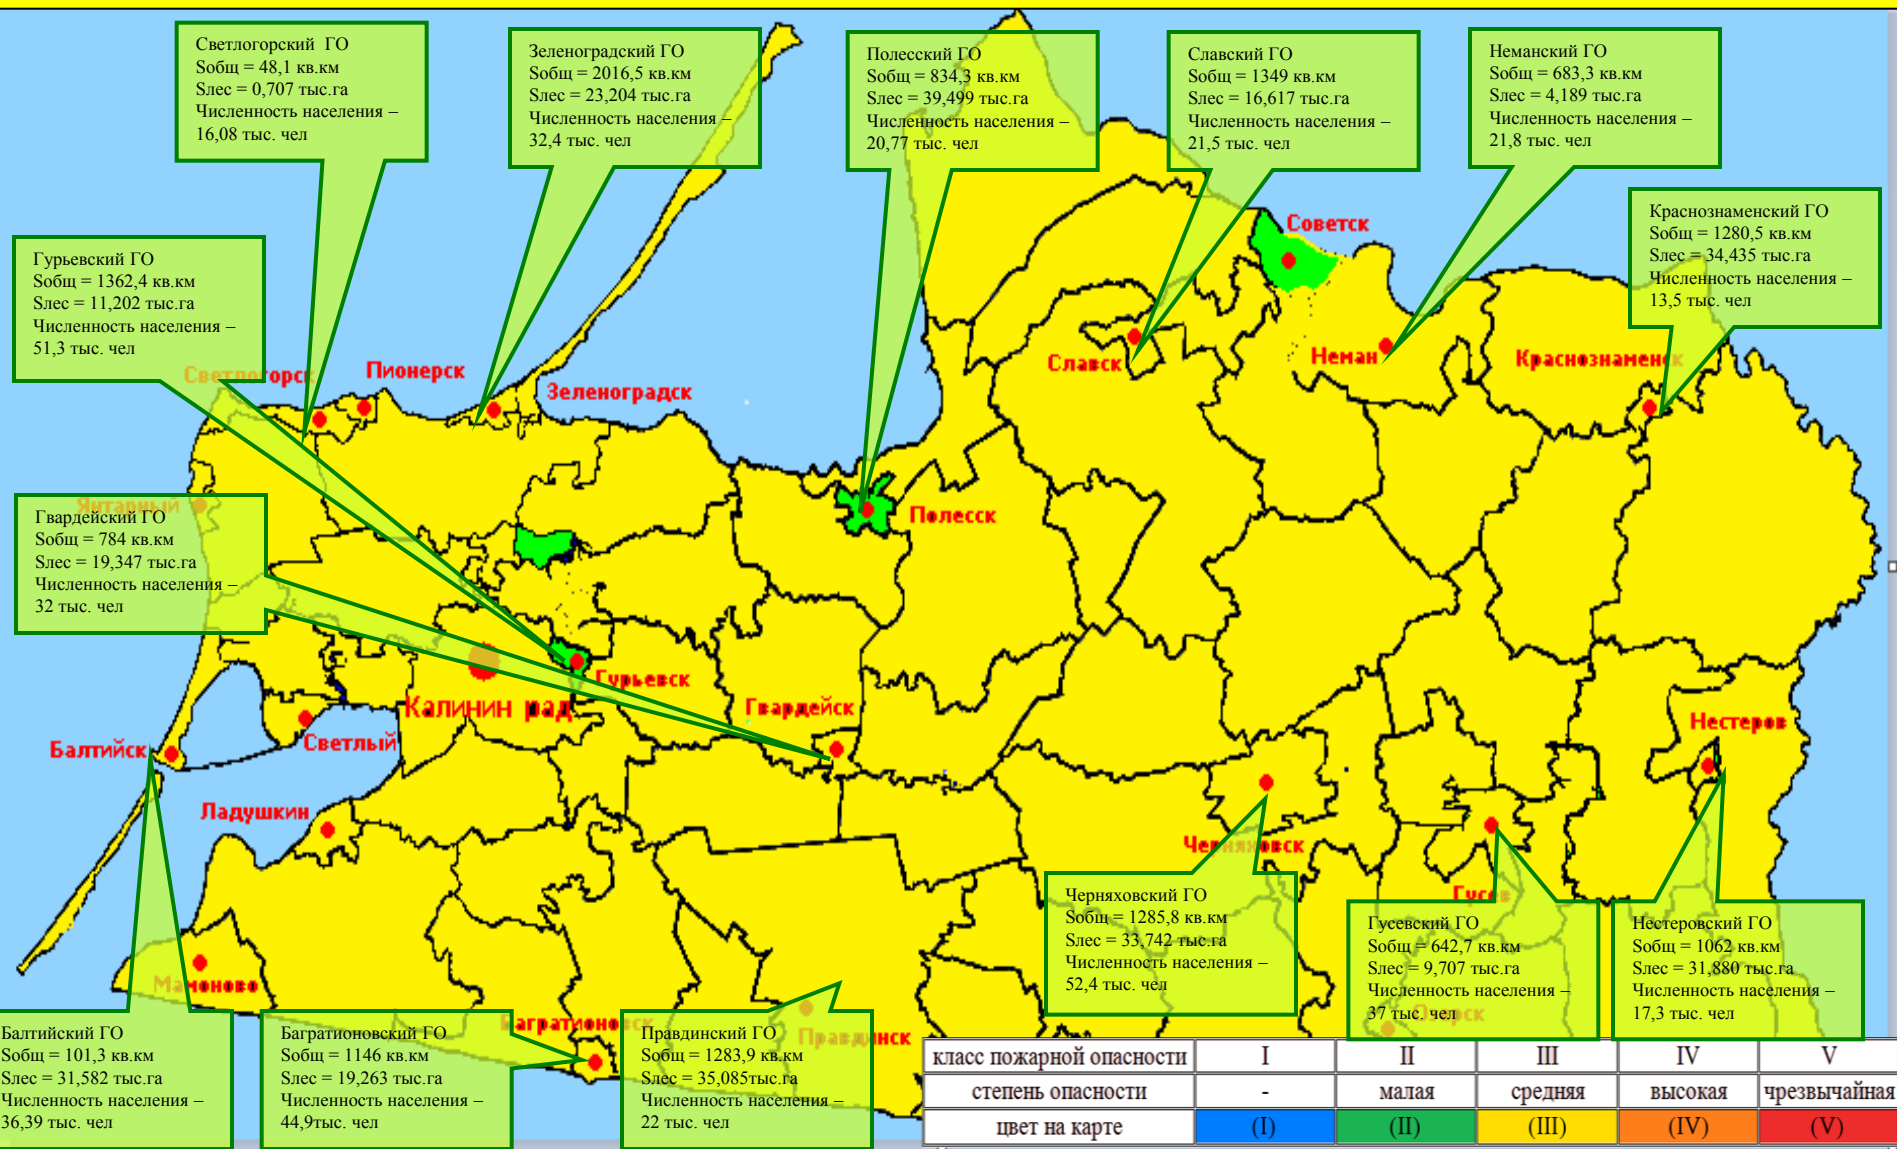 Светлогорский ГО
Sобщ = 48,1 кв.км
Sлес = 0,707 тыс.га
Численность населения –
16,08 тыс. чел
Зеленоградский ГО
Sобщ = 2016,5 кв.км
Sлес = 23,204 тыс.га
Численность населения –
32,4 тыс. чел
Полесский ГО
Sобщ = 834,3 кв.км
Sлес = 39,499 тыс.га
Численность населения –
20,77 тыс. чел
Славский ГО
Sобщ = 1349 кв.км
Sлес = 16,617 тыс.га
Численность населения –
21,5 тыс. чел
Неманский ГО
Sобщ = 683,3 кв.км
Sлес = 4,189 тыс.га
Численность населения –
21,8 тыс. чел
Краснознаменский ГО
Sобщ = 1280,5 кв.км
Sлес = 34,435 тыс.га
Численность населения –
13,5 тыс. чел
Гурьевский ГО
Sобщ = 1362,4 кв.км
Sлес = 11,202 тыс.га
Численность населения –
51,3 тыс. чел
Советск
Светлогорск
Пионерск
Зеленоградск
Славск
Неман
Краснознаменск
Янтарный
Гвардейский ГО
Sобщ = 784 кв.км
Sлес = 19,347 тыс.га
Численность населения –
32 тыс. чел
Полесск
Гурьевск
Калинин рад
Гвардейск
Нестеров
Балтийск
Светлый
Ладушкин
Черняховск
Гусев
Мамоново
Багратионовск
Правдинск
Озерск
Черняховский ГО
Sобщ = 1285,8 кв.км
Sлес = 33,742 тыс.га
Численность населения –
52,4 тыс. чел
Гусевский ГО
Sобщ = 642,7 кв.км
Sлес = 9,707 тыс.га
Численность населения –
37 тыс. чел
Нестеровский ГО
Sобщ = 1062 кв.км
Sлес = 31,880 тыс.га
Численность населения –
17,3 тыс. чел
Балтийский ГО
Sобщ = 101,3 кв.км
Sлес = 31,582 тыс.га
Численность населения –
36,39 тыс. чел
Багратионовский ГО
Sобщ = 1146 кв.км
Sлес = 19,263 тыс.га
Численность населения –
44,9тыс. чел
Правдинский ГО
Sобщ = 1283,9 кв.км
Sлес = 35,085тыс.га
Численность населения –
22 тыс. чел
класс пожарной опасности I II III IV V
степень опасности - малая средняя высокая чрезвычайная
цвет на карте (I) (II) (III) (IV) (V)